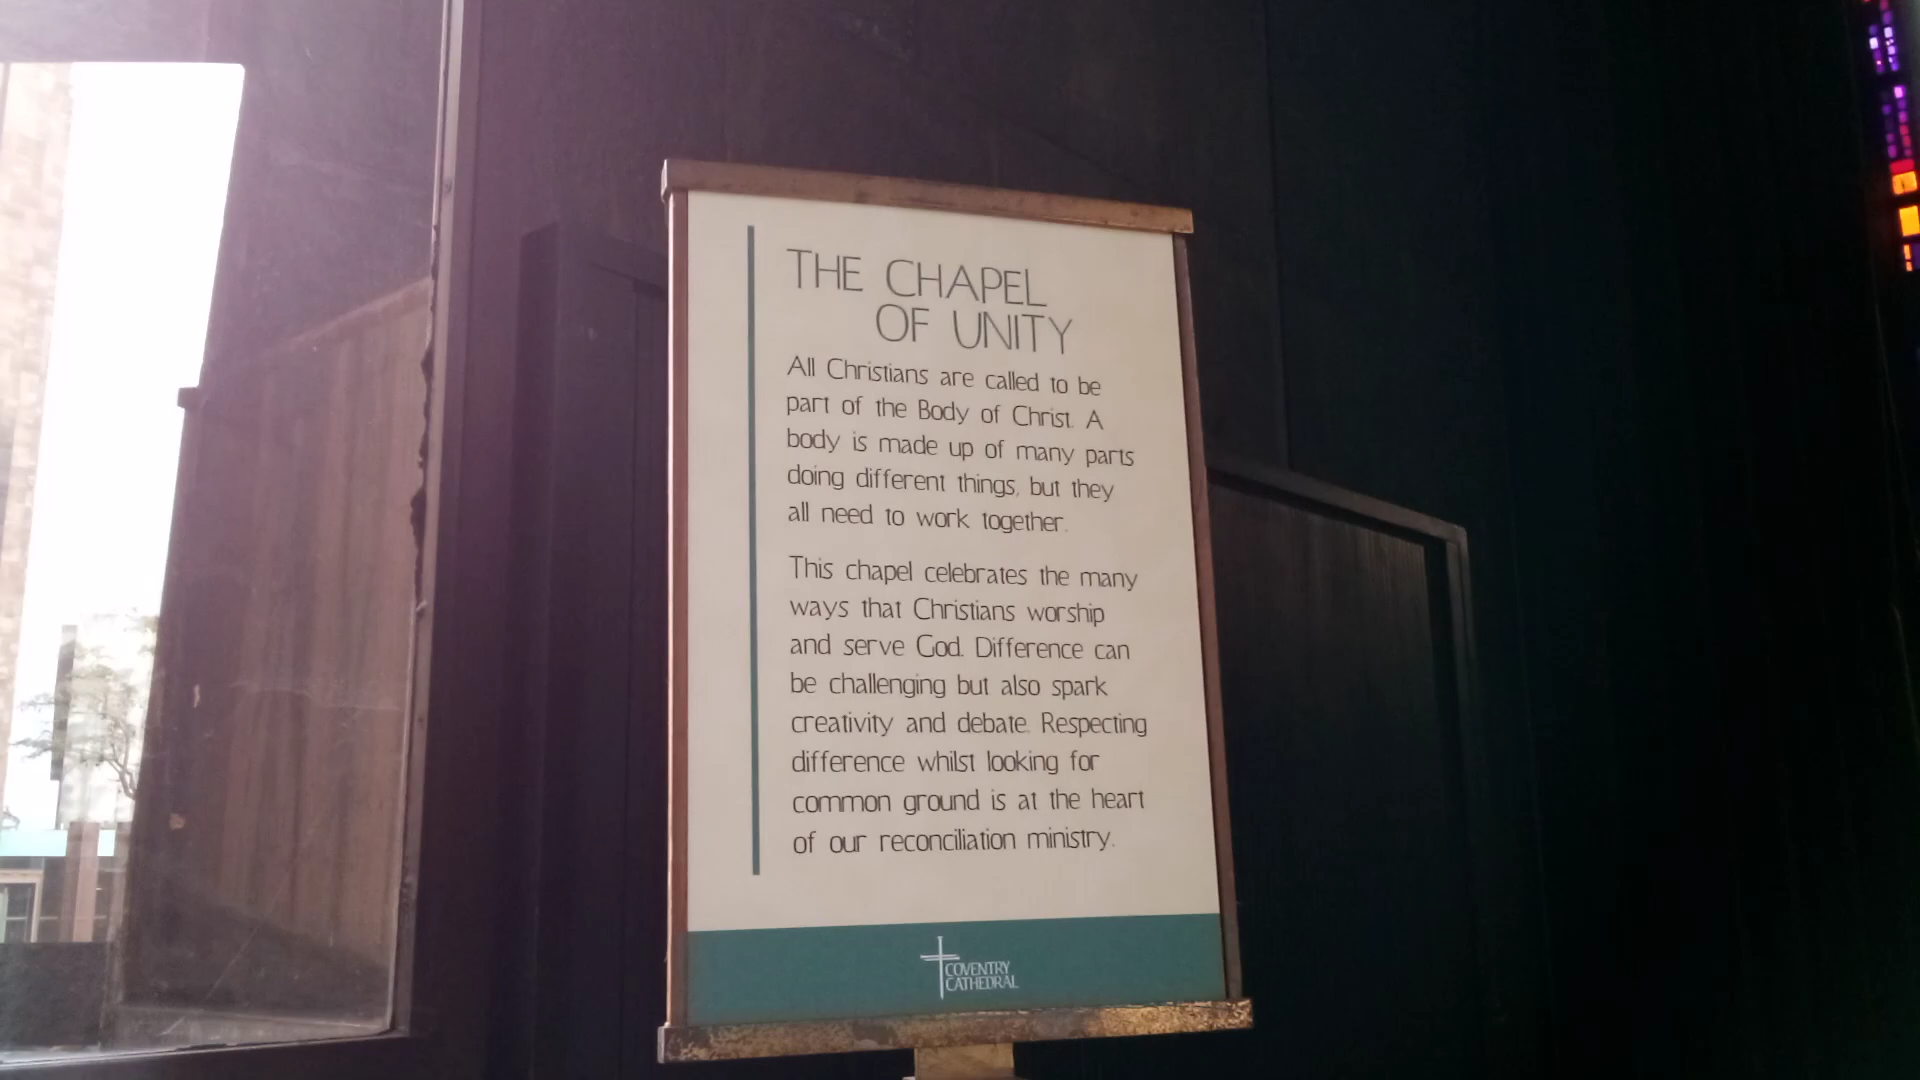 THE CHAPEL
OF UNITY
All Christians are called to be
part of the Body of Christ. A
body is made up of many parts
doing different things, but they
all need to work together.
This chapel celebrates the many
ways that Christians worship
and serve God. Difference can
be challenging but also spark
creativity and debate. Respecting
difference whilst looking for
common ground is at the heart
of our reconciliation ministry.
COVENTRY
CATHEDRAL